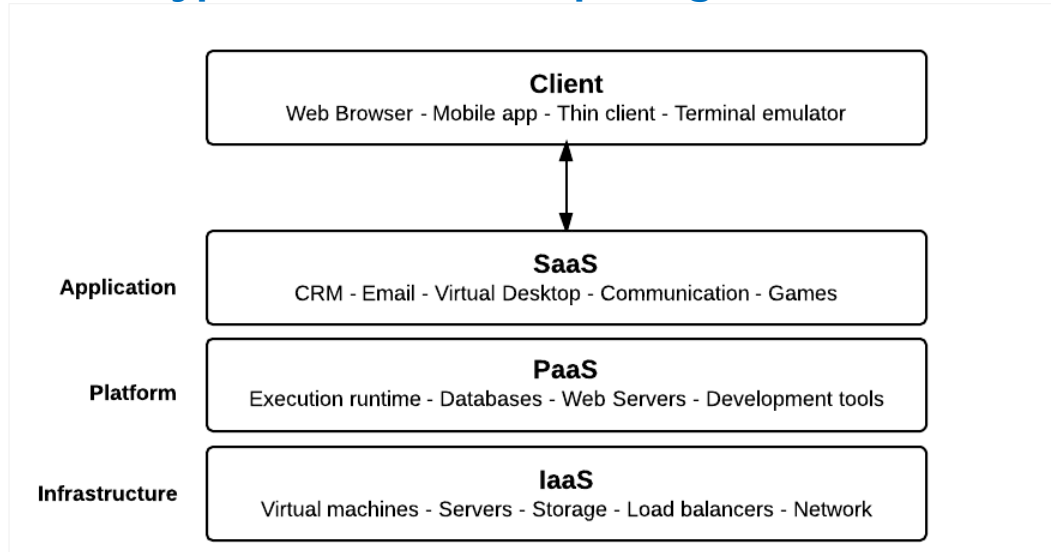 Client
Web Browser - Mobile app - Thin client - Terminal emulator
SaaS
Application
CRM - Email - Virtual Desktop - Communication - Games
PaaS
Platform
Execution runtime - Databases - Web Servers - Development tools
IaaS
Infrastructure
Virtual machines - Servers - Storage - Load balancers - Network